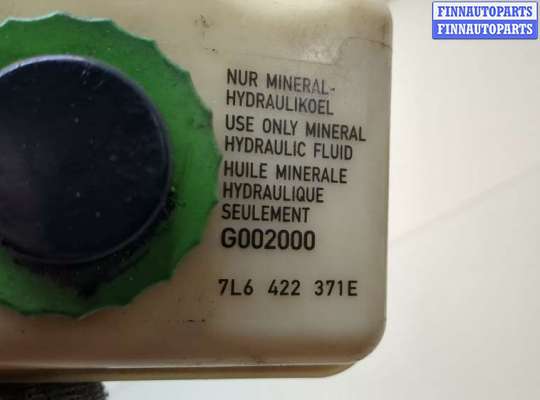 FINNAUTOPARTS
FINNAUTOPARTS
NUR MINERAL-
HYDRAULIKOEL
USE ONLY MINERAL
HYDRAULIC FLUID
HUILE MINERALE
HYDRAULIQUE
SEULEMENT
G002000
7L6 422 371E